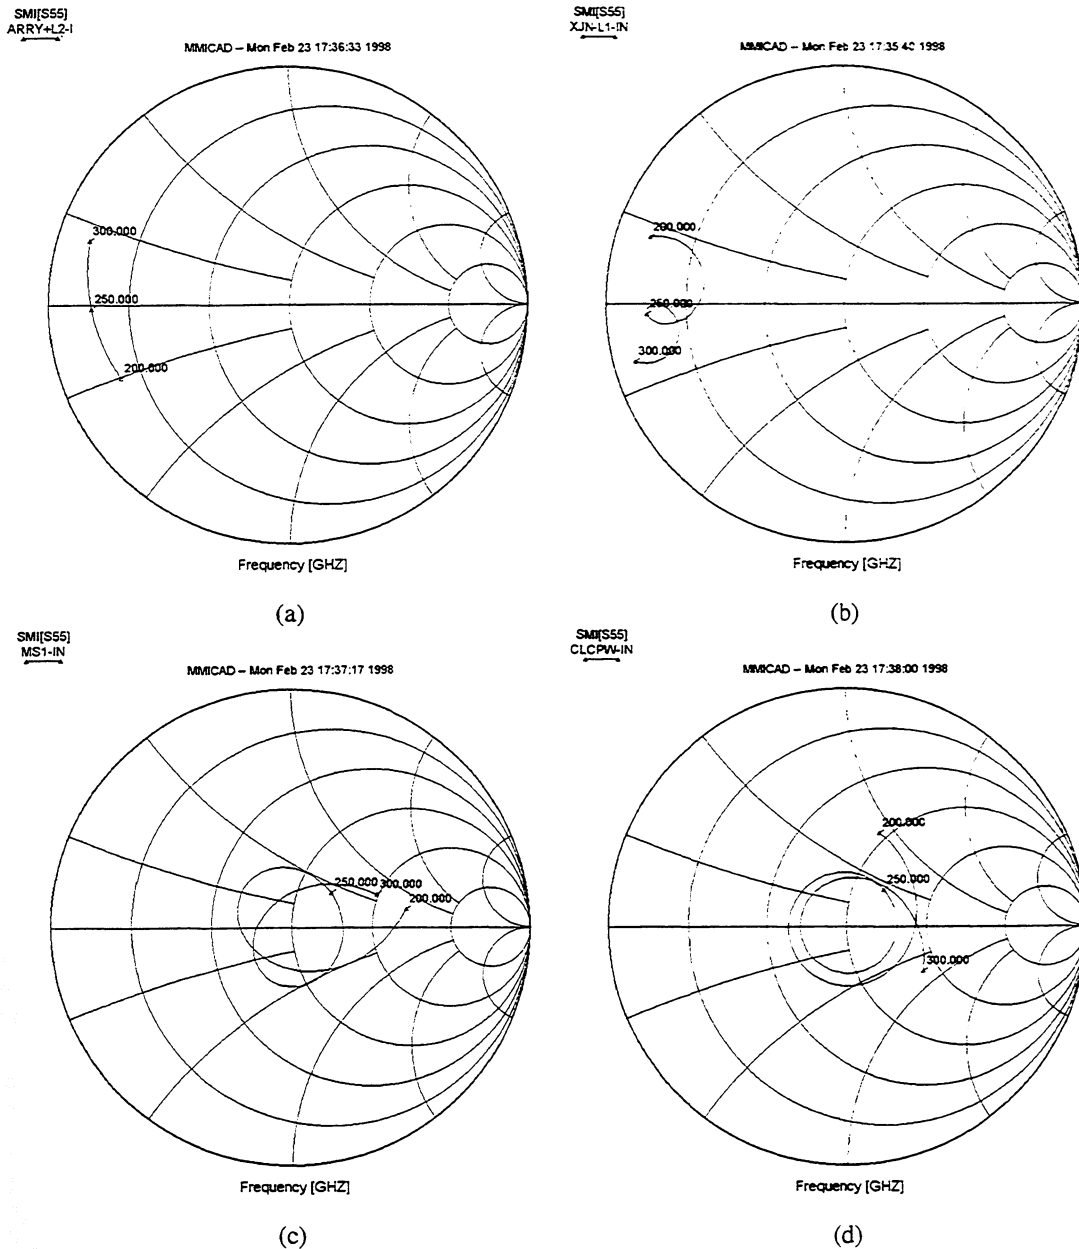 SMI[S55]
ARRY+L2-I
MMICAD – Mon Feb 23 17:36:33 1998
300.000
250.000
200.000
Frequency [GHZ]
(a)
SMI[S55]
XJN-L1-IN
MMICAD – Mon Feb 23 17:35:40 1998
200.000
250.000
300.000
Frequency [GHZ]
(b)
SMI[S55]
MS1-IN
MMICAD – Mon Feb 23 17:37:17 1998
250.000
300.000
200.000
Frequency [GHZ]
(c)
SMI[S55]
CLCPW-IN
MMICAD – Mon Feb 23 17:38:00 1998
200.000
250.000
300.000
Frequency [GHZ]
(d)